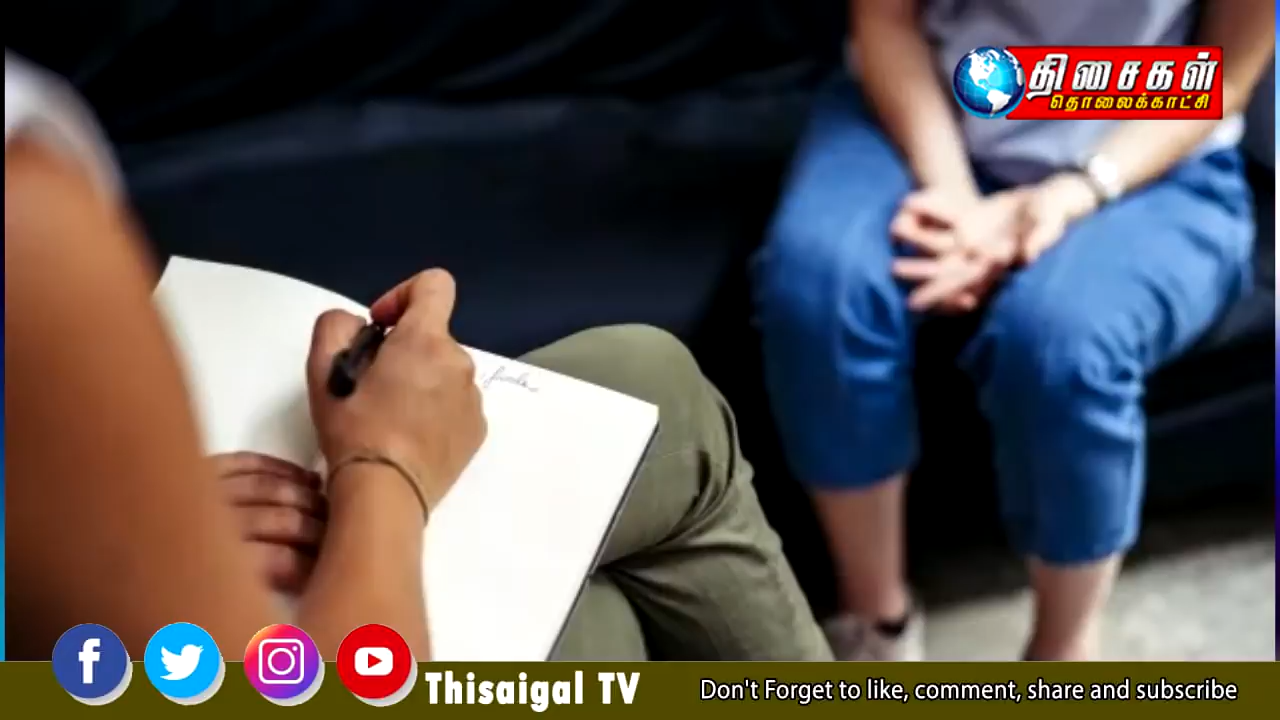 திசைகள்
தொலைக்காட்சி
Thisaigal TV
Don't Forget to like, comment, share and subscribe